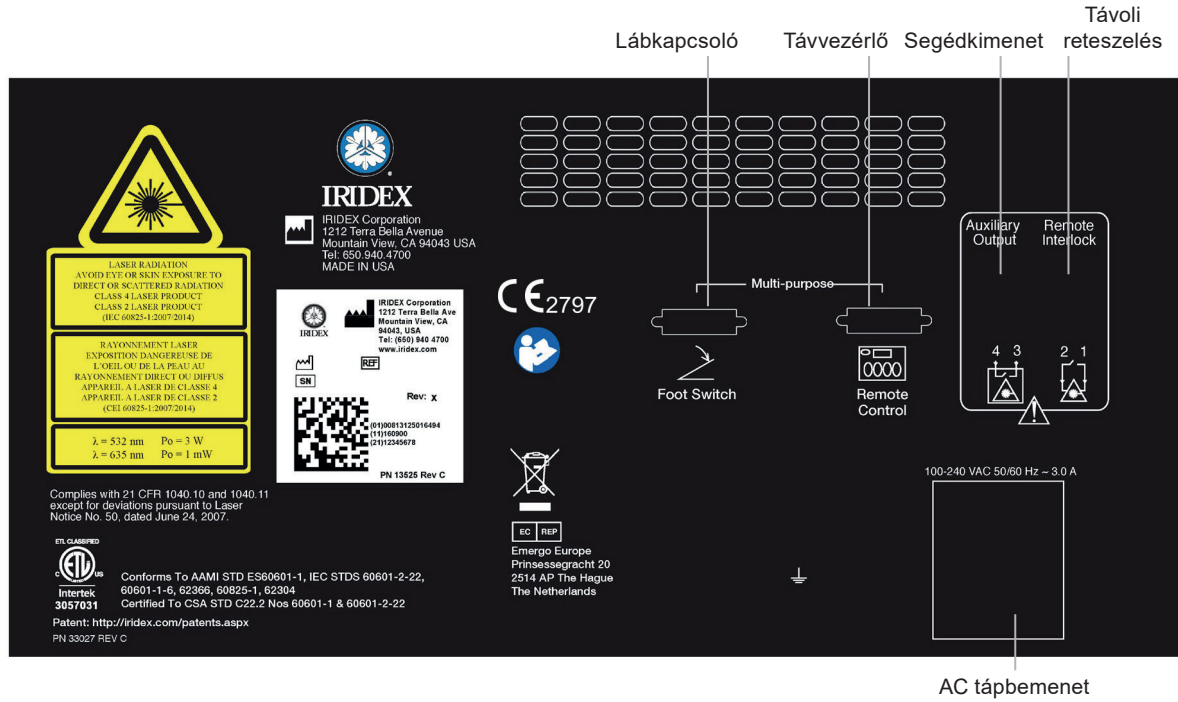 Lábkapcsoló
Távvezérlő
Segédkimenet
Távoli
reteszelés
LASER RADIATION
AVOID EYE OR SKIN EXPOSURE TO
DIRECT OR SCATTERED RADIATION
CLASS 4 LASER PRODUCT
CLASS 2 LASER PRODUCT
(IEC 60825-1:2007/2014)
RAYONNEMENT LASER
EXPOSITION DANGEREUSE DE
L'OEIL OU DE LA PEAU AU
RAYONNEMENT DIRECT OU DIFFUS
APPAREIL A LASER DE CLASSE 4
APPAREIL A LASER DE CLASSE 2
(CEI 60825-1:2007/2014)
λ = 532 nm Po = 3 W
λ = 635 nm Po = 1 mW
Complies with 21 CFR 1040.10 and 1040.11
except for deviations pursuant to Laser
Notice No. 50, dated June 24, 2007.
ETL CLASSIFIED
C ETL US
Intertek
3057031
Conforms To AAMI STD ES60601-1, IEC STDS 60601-2-22,
60601-1-6, 62366, 60825-1, 62304
Certified To CSA STD C22.2 Nos 60601-1 & 60601-2-22
Patent: http://iridex.com/patents.aspx
PN 33027 REV C
IRIDEX
IRIDEX Corporation
1212 Terra Bella Avenue
Mountain View, CA 94043 USA
Tel: 650.940.4700
MADE IN USA
IRIDEX
IRIDEX Corporation
1212 Terra Bella Ave
Mountain View, CA
94043, USA
Tel: (650) 940 4700
www.iridex.com
REF
SN
Rev: X
(01)00813125016494
(11)160900
(21)12345678
PN 13525 Rev C
CE 2797
EC REP
Emergo Europe
Prinsessegracht 20
2514 AP The Hague
The Netherlands
Multi-purpose
Foot Switch
Remote
Control
Auxiliary
Output
Remote
Interlock
4 3
2 1
100-240 VAC 50/60 Hz ~ 3.0 A
AC tápbemenet